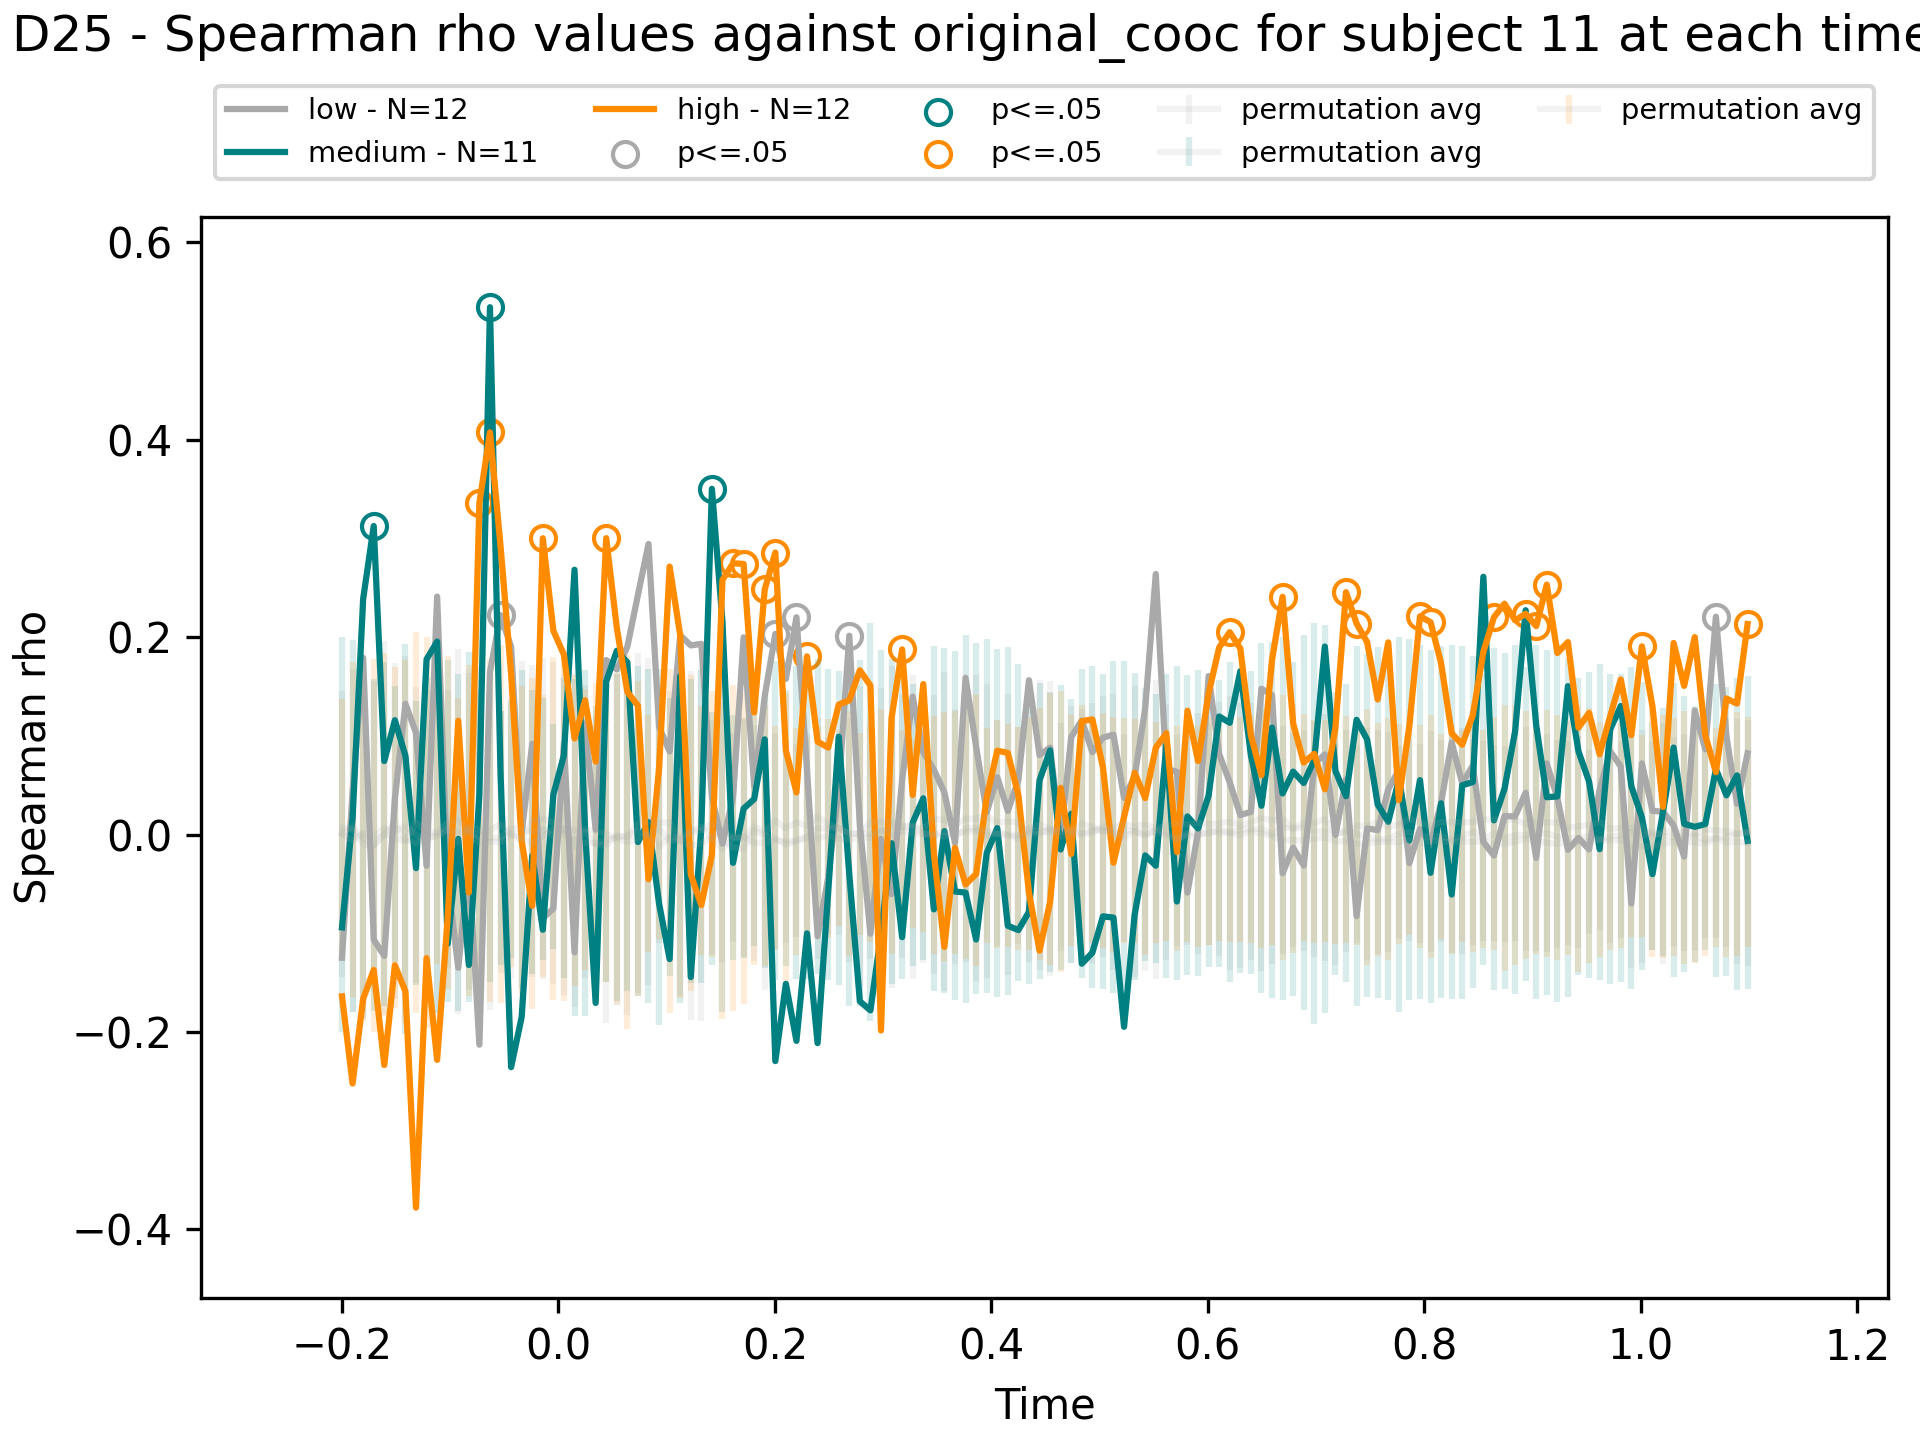 D25 - Spearman rho values against original_cooc for subject 11 at each time
low - N=12 high - N=12 p<=.05 permutation avg permutation avg
medium - N=11 p<=.05 p<=.05 permutation avg
0.6
0.4
0.2
0.0
−0.2
−0.4
Spearman rho
−0.2 0.0 0.2 0.4 0.6 0.8 1.0 1.2
Time